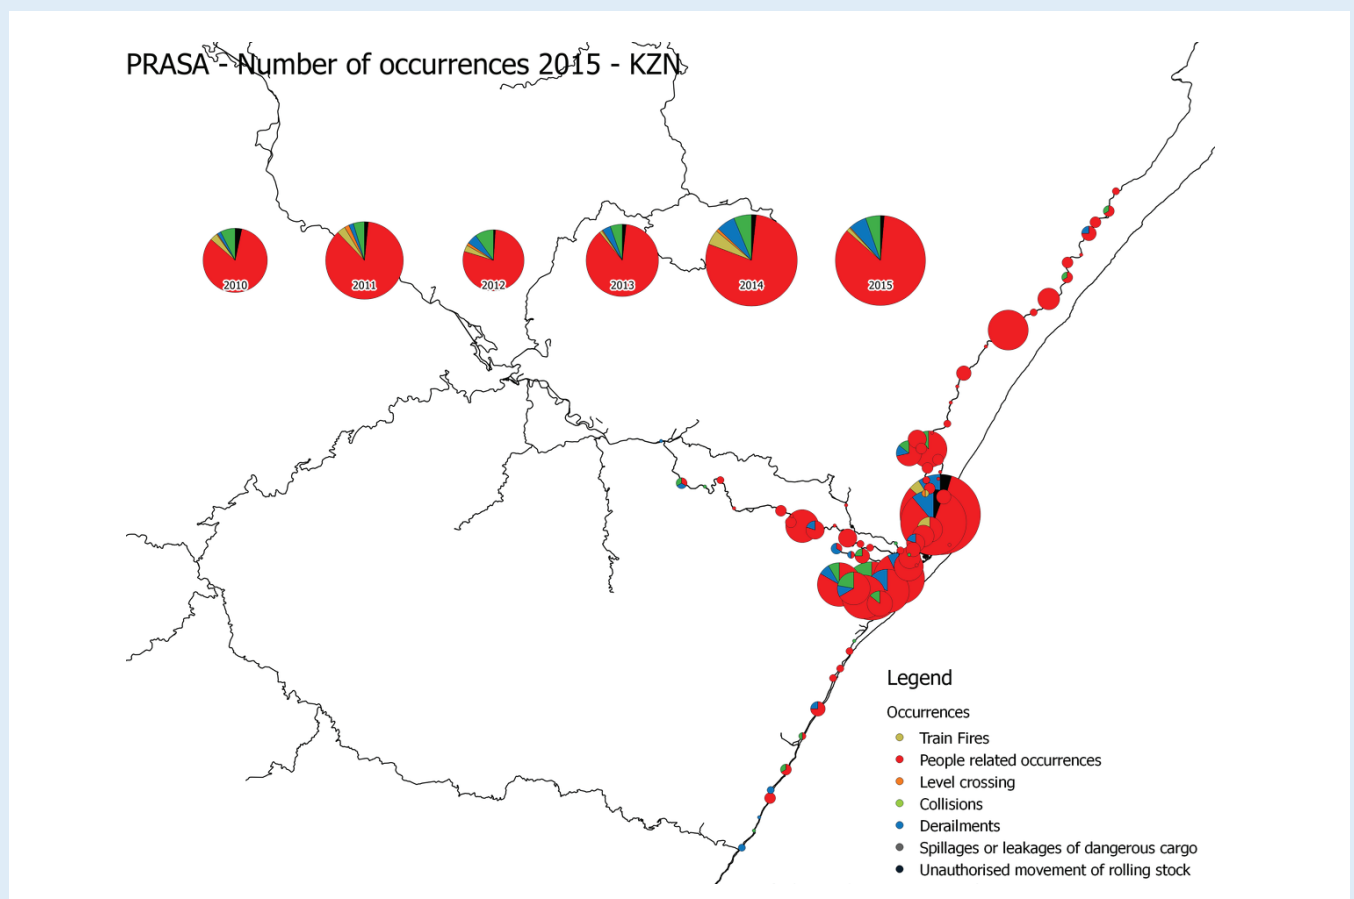 PRASA - Number of occurrences 2015 - KZN
2010
2011
2012
2013
2014
2015
Legend
Occurrences
Train Fires
People related occurrences
Level crossing
Collisions
Derailments
Spillages or leakages of dangerous cargo
Unauthorised movement of rolling stock